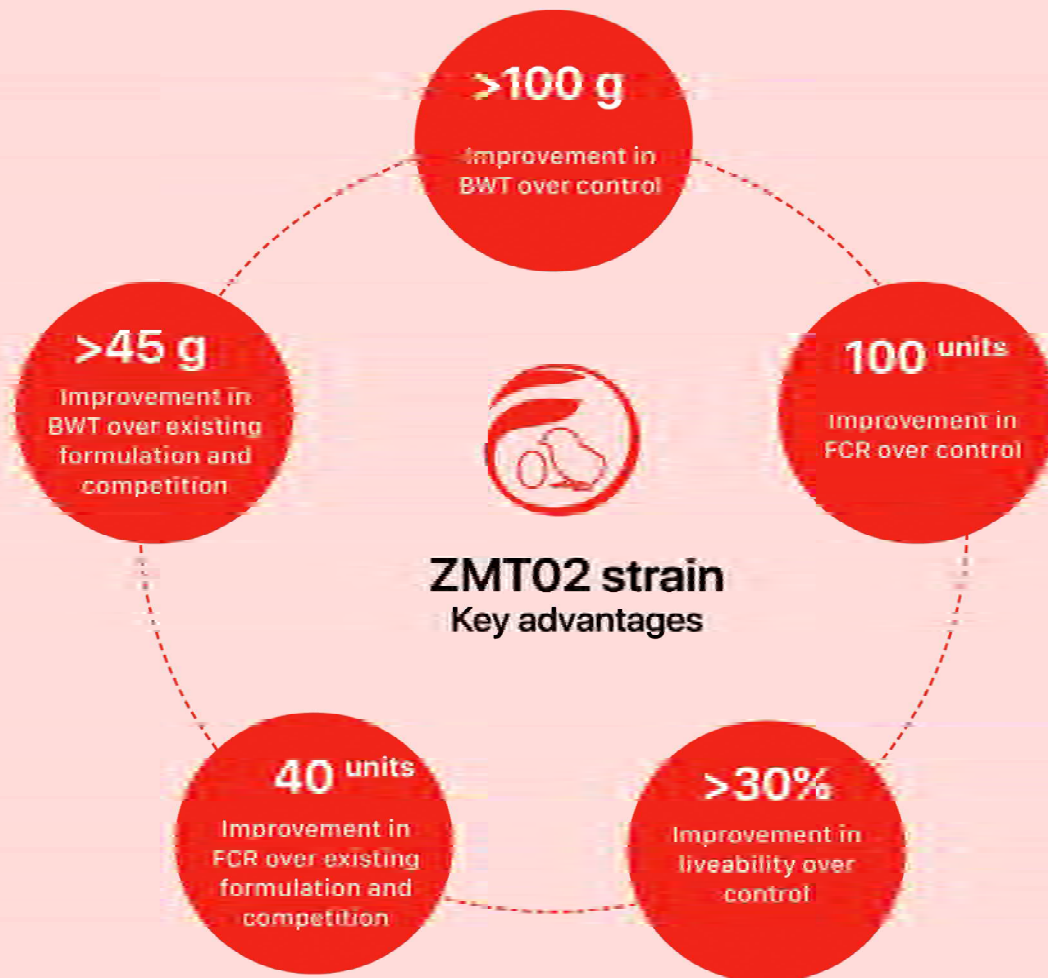 >100 g
Improvement in
BWT over control
100 units
Improvement in
FCR over control
>30%
Improvement in
liveability over
control
40 units
Improvement in
FCR over existing
formulation and
competition
>45 g
Improvement in
BWT over existing
formulation and
competition
ZMT02 strain
Key advantages